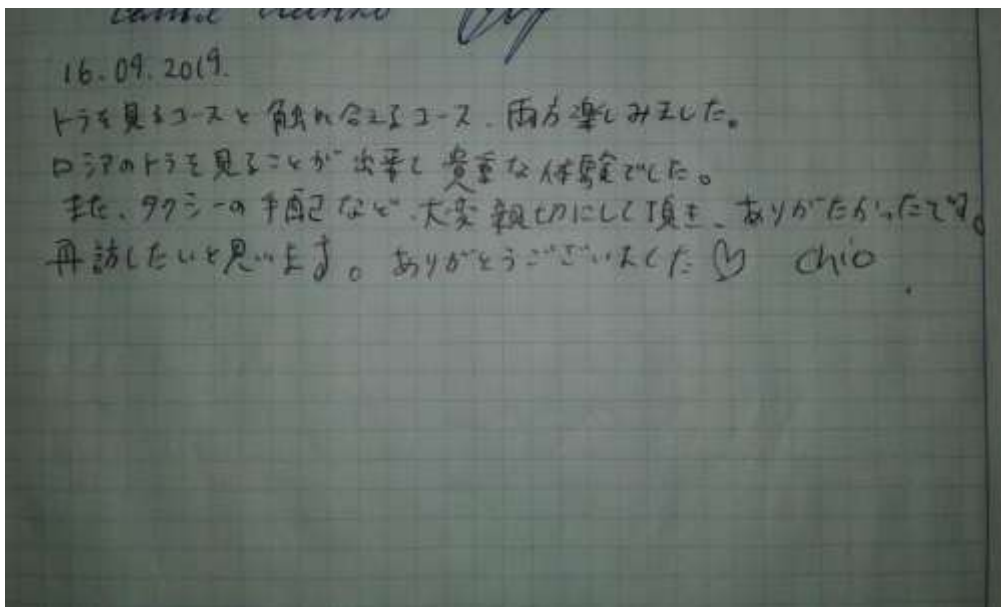 16.09.2019.
トラを見るコースと触れ合えるコース、両方楽しみました。
ロシアのトラを見ることが出来て貴重な体験でした。
また、タクシーの手配など、大変親切にして頂き、ありがたかったです。
再訪したいと思います。ありがとうございました♡ Chio